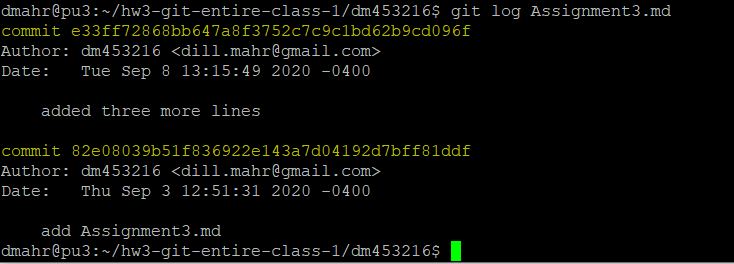 dmahr@pu3:~/hw3-git-entire-class-1/dm453216$ git log Assignment3.md
commit e33ff72868bb647a8f3752c7c9c1bd62b9cd096f
Author: dm453216 <dill.mahr@gmail.com>
Date:   Tue Sep 8 13:15:49 2020 -0400
    added three more lines
commit 82e08039b51f836922e143a7d04192d7bff81ddf
Author: dm453216 <dill.mahr@gmail.com>
Date:   Thu Sep 3 12:51:31 2020 -0400
    add Assignment3.md
dmahr@pu3:~/hw3-git-entire-class-1/dm453216$